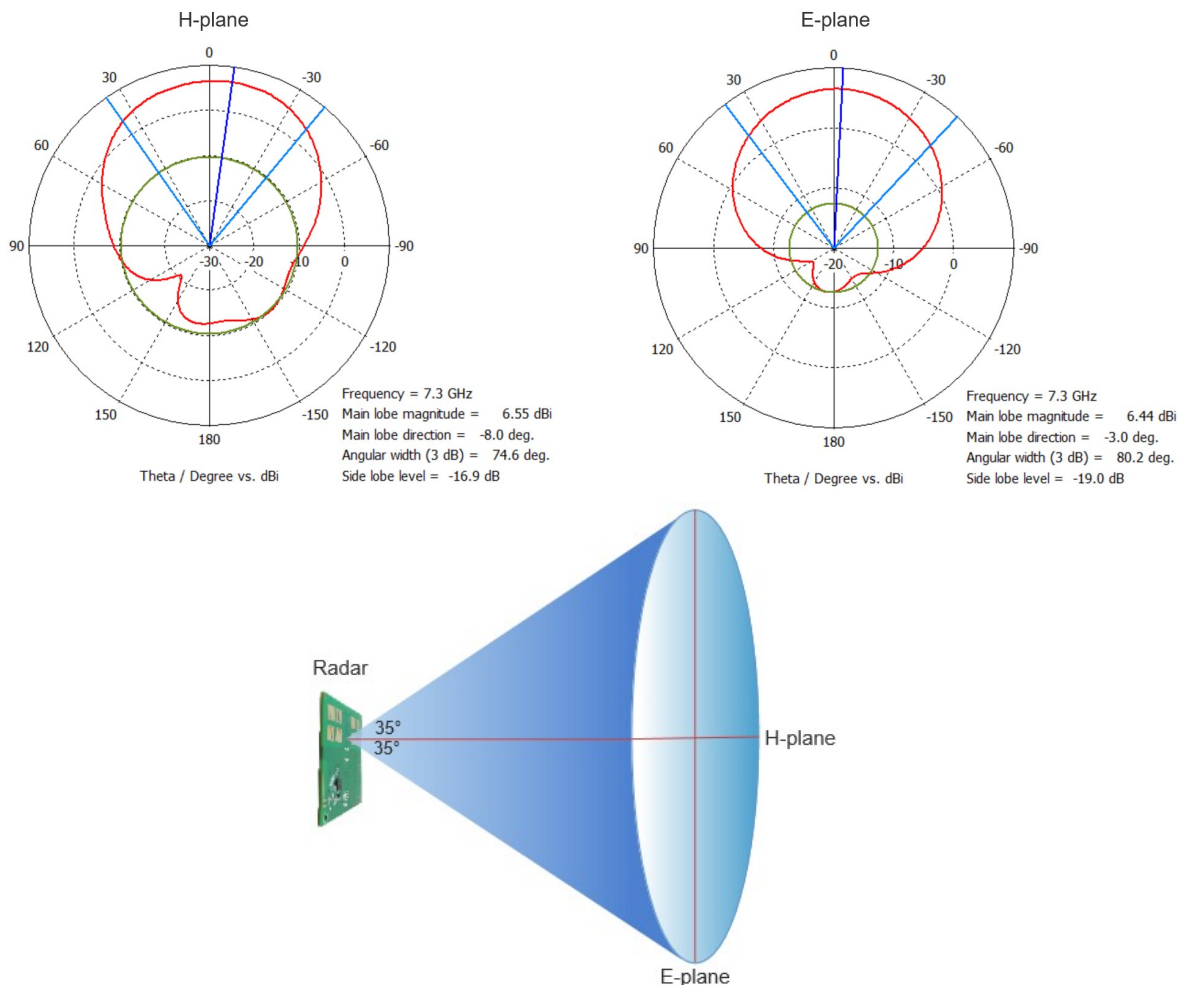 H-plane
0
30
-30
60
-60
90
-90
-30
-20
-10
0
120
-120
150
-150
180
Theta / Degree vs. dBi
Frequency = 7.3 GHz
Main lobe magnitude = 6.55 dBi
Main lobe direction = -8.0 deg.
Angular width (3 dB) = 74.6 deg.
Side lobe level = -16.9 dB
E-plane
0
30
-30
60
-60
90
-90
-20
-10
0
120
-120
150
-150
180
Theta / Degree vs. dBi
Frequency = 7.3 GHz
Main lobe magnitude = 6.44 dBi
Main lobe direction = -3.0 deg.
Angular width (3 dB) = 80.2 deg.
Side lobe level = -19.0 dB
Radar
35°
35°
H-plane
E-plane